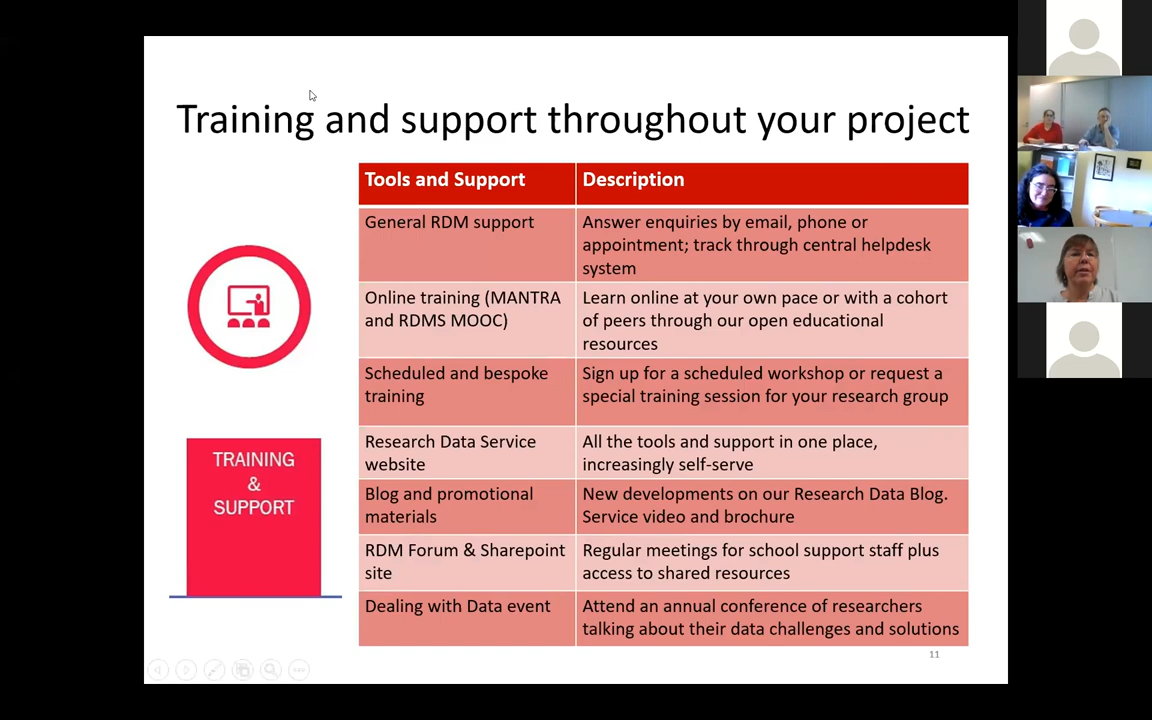 Training and support throughout your project
Tools and Support
Description
General RDM support
Answer enquiries by email, phone or
appointment; track through central helpdesk
system
Online training (MANTRA
and RDMS MOOC)
Learn online at your own pace or with a cohort
of peers through our open educational
resources
Scheduled and bespoke
training
Sign up for a scheduled workshop or request a
special training session for your research group
Research Data Service
website
All the tools and support in one place,
increasingly self-serve
Blog and promotional
materials
New developments on our Research Data Blog.
Service video and brochure
RDM Forum & Sharepoint
site
Regular meetings for school support staff plus
access to shared resources
Dealing with Data event
Attend an annual conference of researchers
talking about their data challenges and solutions
TRAINING
&
SUPPORT
11